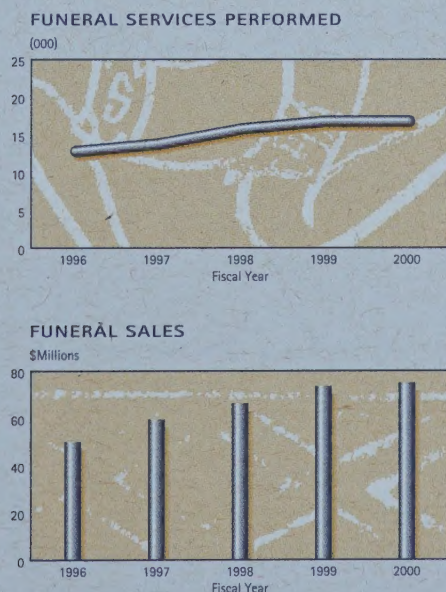 FUNERAL SERVICES PERFORMED
(000)
25
20
15
10
5
0
1996 1997 1998 1999 2000
Fiscal Year
FUNERAL SALES
$Millions
80
60
40
20
0
1996 1997 1998 1999 2000
Fiscal Year